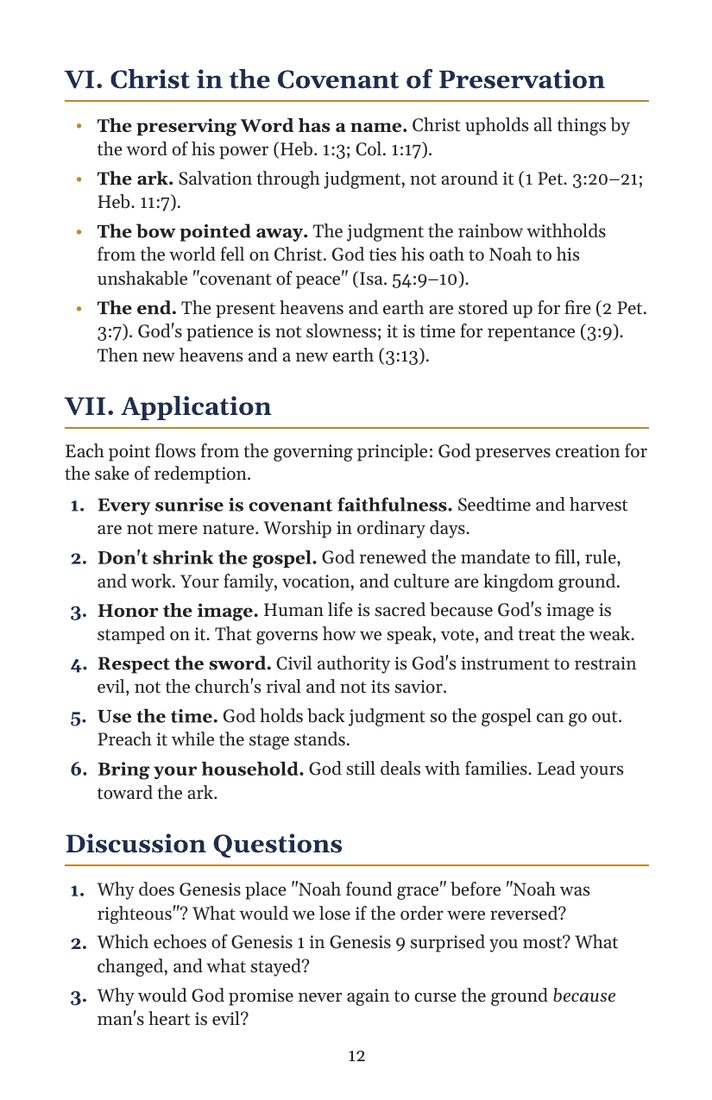 VI. Christ in the Covenant of Preservation
• The preserving Word has a name. Christ upholds all things by
the word of his power (Heb. 1:3; Col. 1:17).
• The ark. Salvation through judgment, not around it (1 Pet. 3:20–21;
Heb. 11:7).
• The bow pointed away. The judgment the rainbow withholds
from the world fell on Christ. God ties his oath to Noah to his
unshakable "covenant of peace" (Isa. 54:9–10).
• The end. The present heavens and earth are stored up for fire (2 Pet.
3:7). God's patience is not slowness; it is time for repentance (3:9).
Then new heavens and a new earth (3:13).
VII. Application
Each point flows from the governing principle: God preserves creation for
the sake of redemption.
1. Every sunrise is covenant faithfulness. Seedtime and harvest
are not mere nature. Worship in ordinary days.
2. Don't shrink the gospel. God renewed the mandate to fill, rule,
and work. Your family, vocation, and culture are kingdom ground.
3. Honor the image. Human life is sacred because God's image is
stamped on it. That governs how we speak, vote, and treat the weak.
4. Respect the sword. Civil authority is God's instrument to restrain
evil, not the church's rival and not its savior.
5. Use the time. God holds back judgment so the gospel can go out.
Preach it while the stage stands.
6. Bring your household. God still deals with families. Lead yours
toward the ark.
Discussion Questions
1. Why does Genesis place "Noah found grace" before "Noah was
righteous"? What would we lose if the order were reversed?
2. Which echoes of Genesis 1 in Genesis 9 surprised you most? What
changed, and what stayed?
3. Why would God promise never again to curse the ground because
man's heart is evil?
12